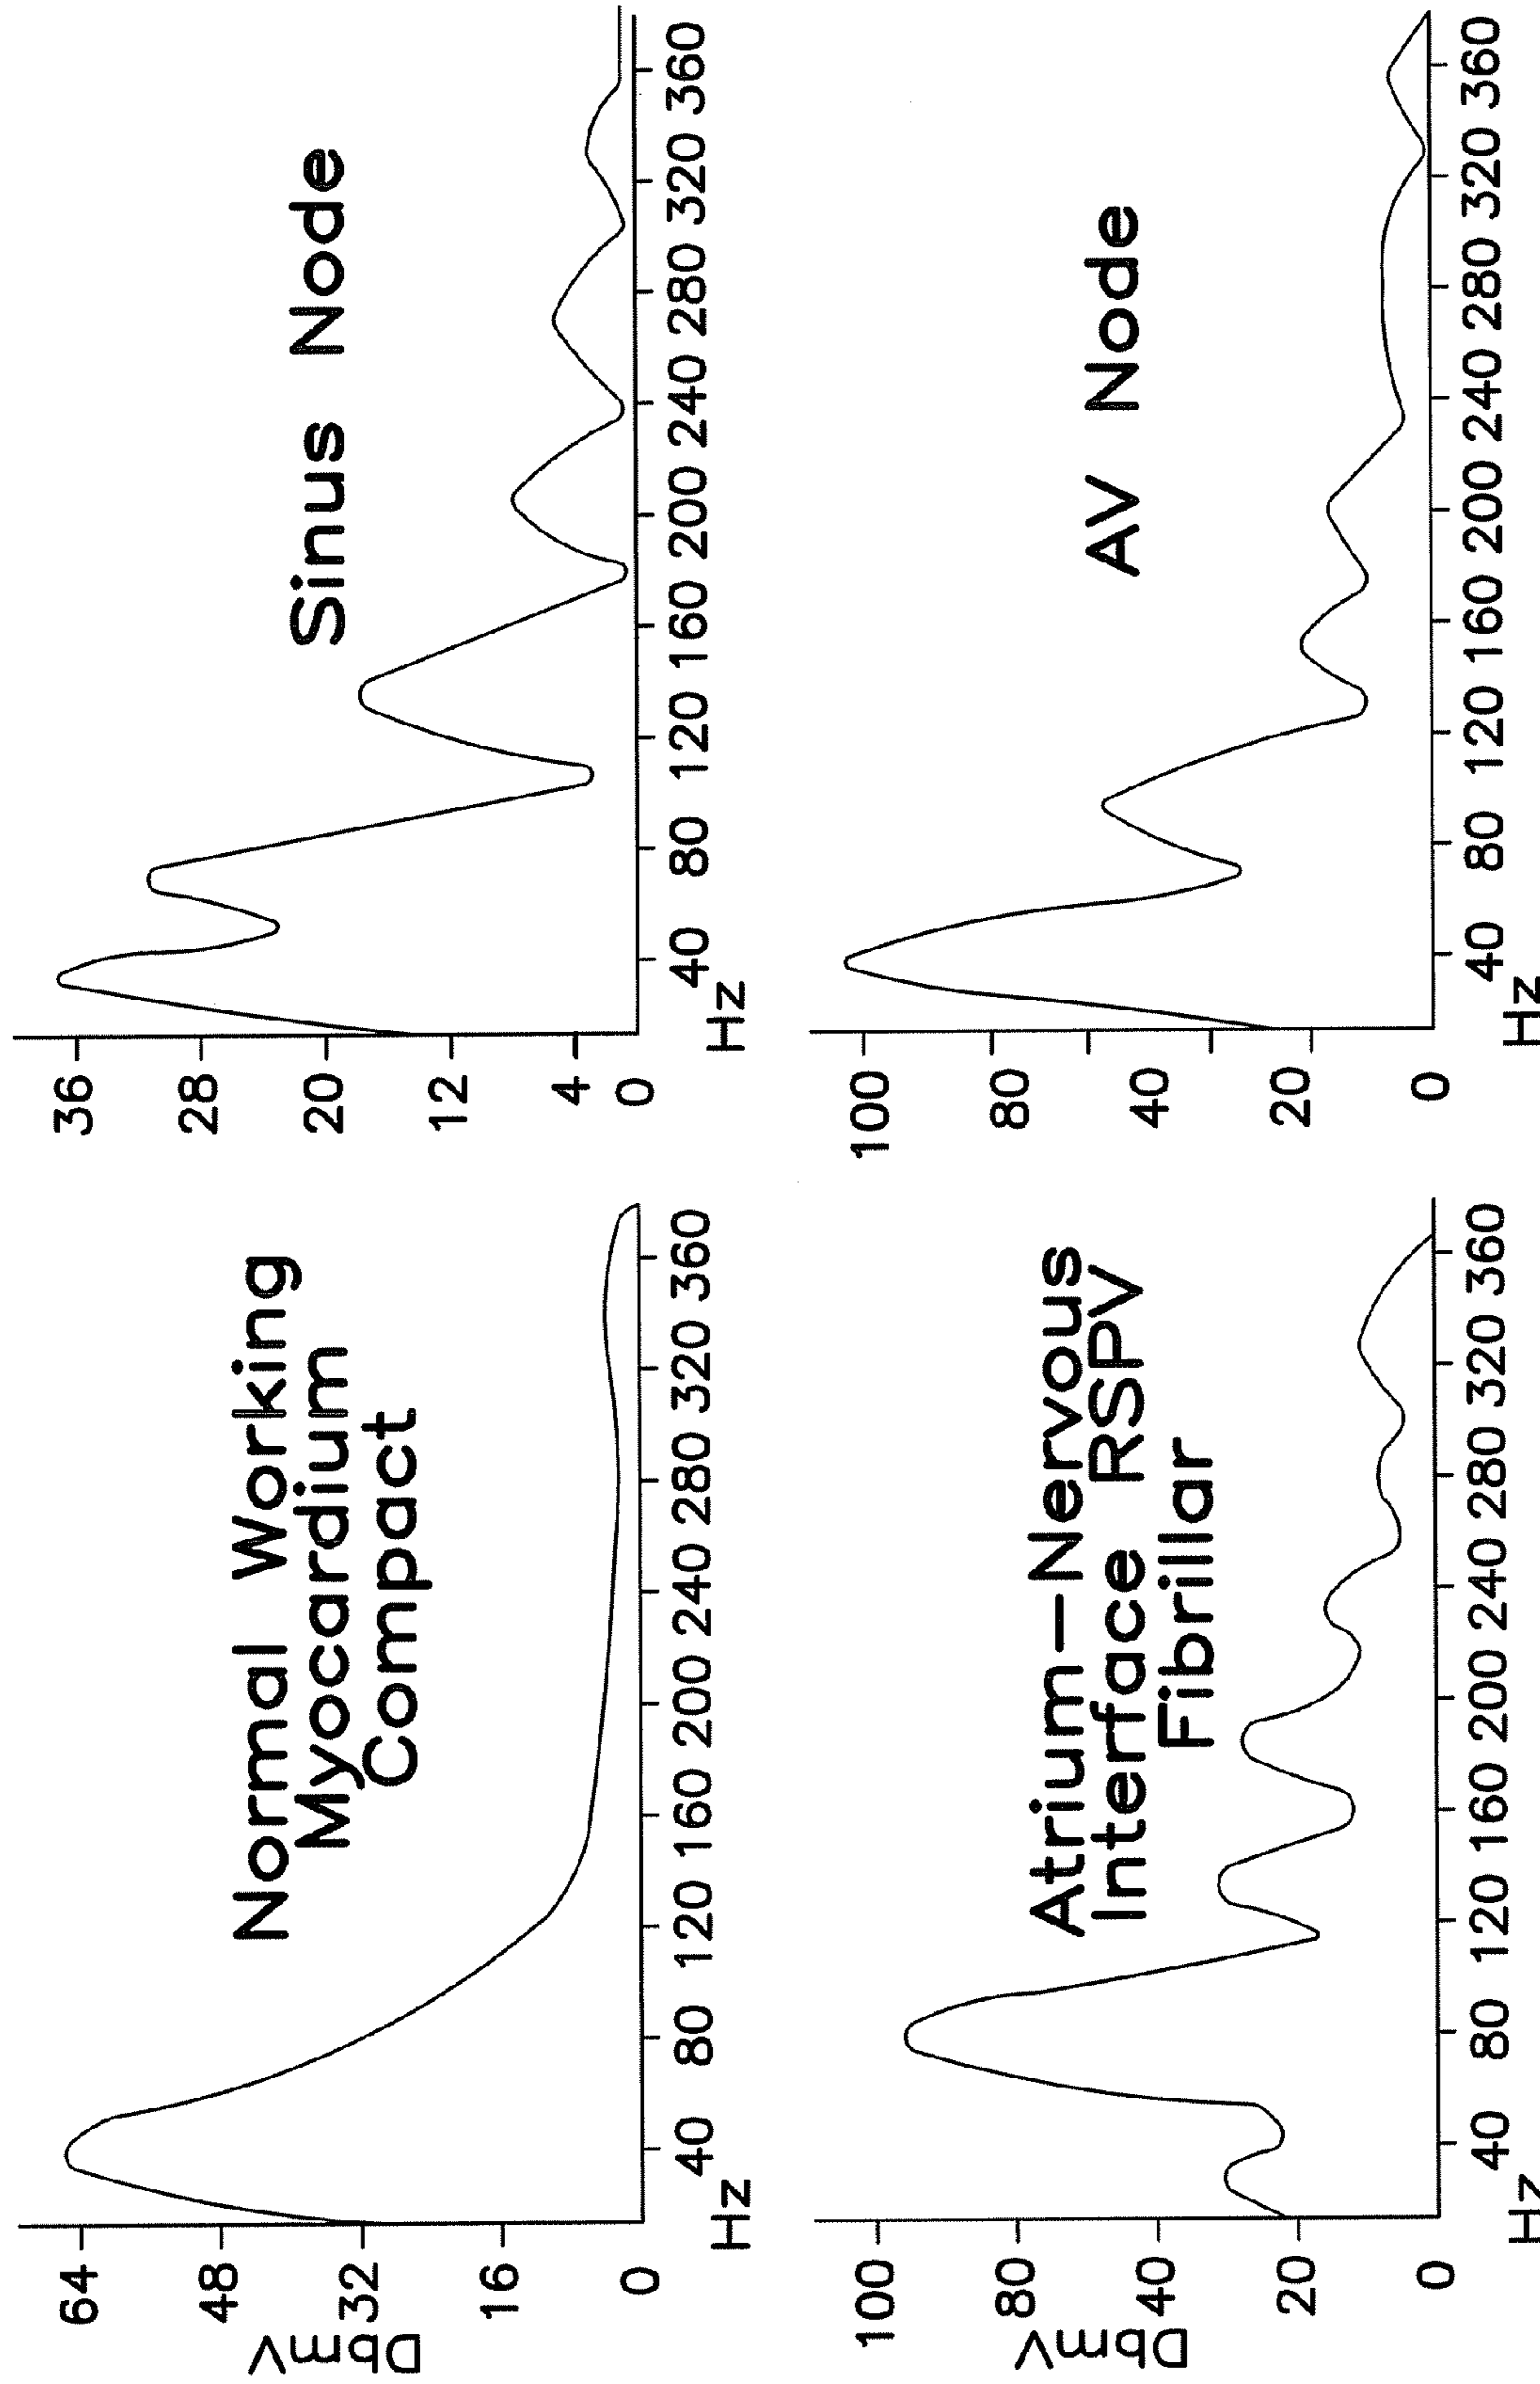 Normal Working
Myocardium
Compact
DbmV
64
48
32
16
0
40 80 120 160 200 240 280 320 360
Hz
Sinus Node
36
28
20
12
4
0
40 80 120 160 200 240 280 320 360
Hz
Atrium-Nervous
Interface RSPV
Fibrillar
DbmV
100
80
40
20
0
40 80 120 160 200 240 280 320 360
Hz
AV Node
100
80
40
20
0
40 80 120 160 200 240 280 320 360
Hz